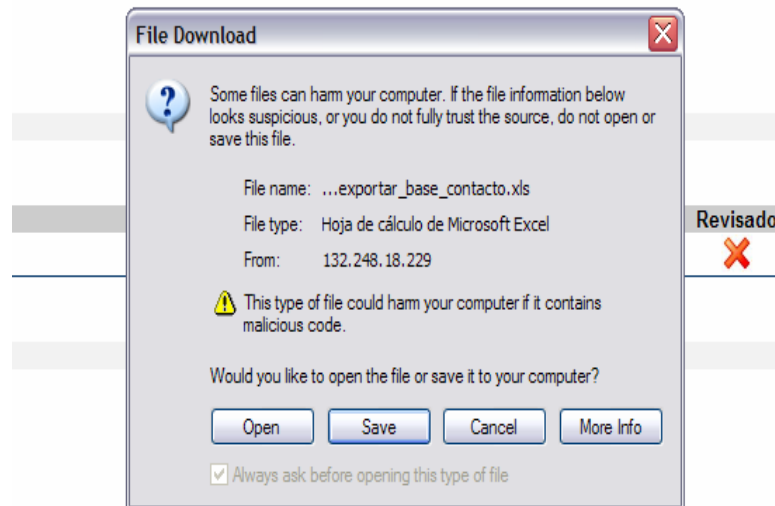 File Download
Some files can harm your computer. If the file information below
looks suspicious, or you do not fully trust the source, do not open or
save this file.
File name: ...exportar_base_contacto.xls
File type: Hoja de cálculo de Microsoft Excel
From: 132.248.18.229
This type of file could harm your computer if it contains
malicious code.
Would you like to open the file or save it to your computer?
Open Save Cancel More Info
Always ask before opening this type of file
Revisado